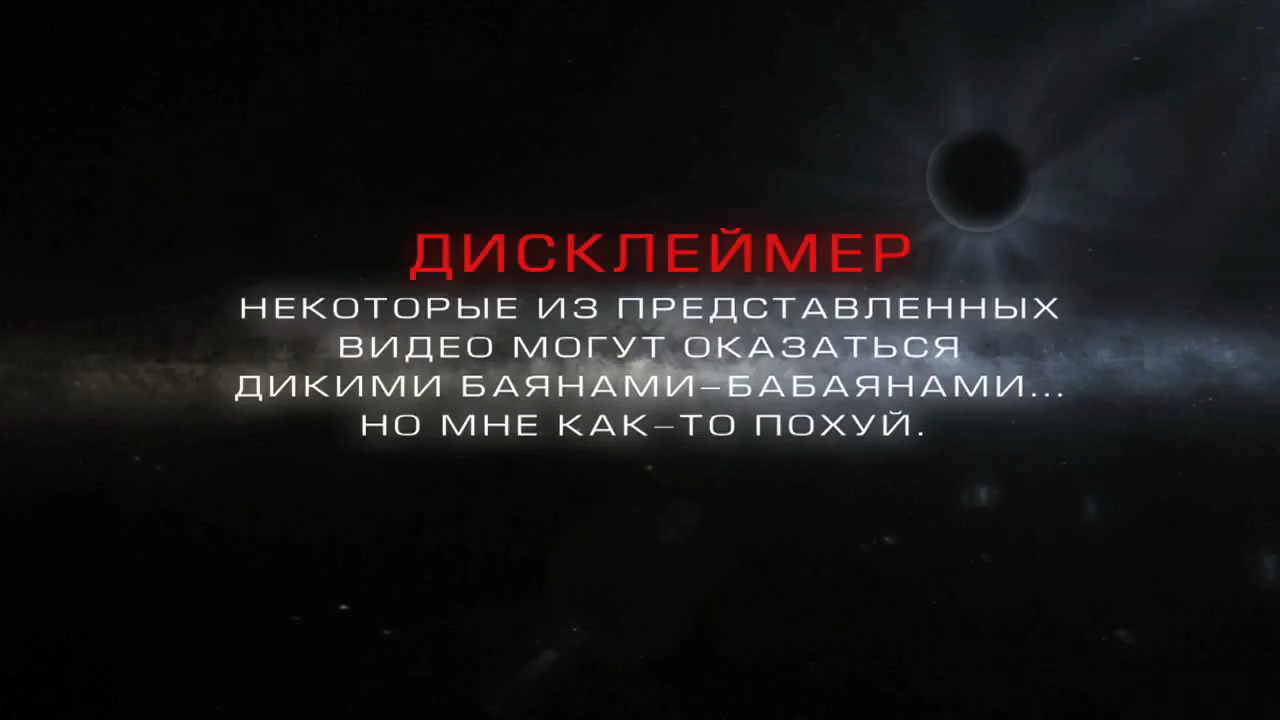 ДИСКЛЕЙМЕР
НЕКОТОРЫЕ ИЗ ПРЕДСТАВЛЕННЫХ
ВИДЕО МОГУТ ОКАЗАТЬСЯ
ДИКИМИ БАЯНАМИ–БАБАЯНАМИ...
НО МНЕ КАК–ТО ПОХУЙ.